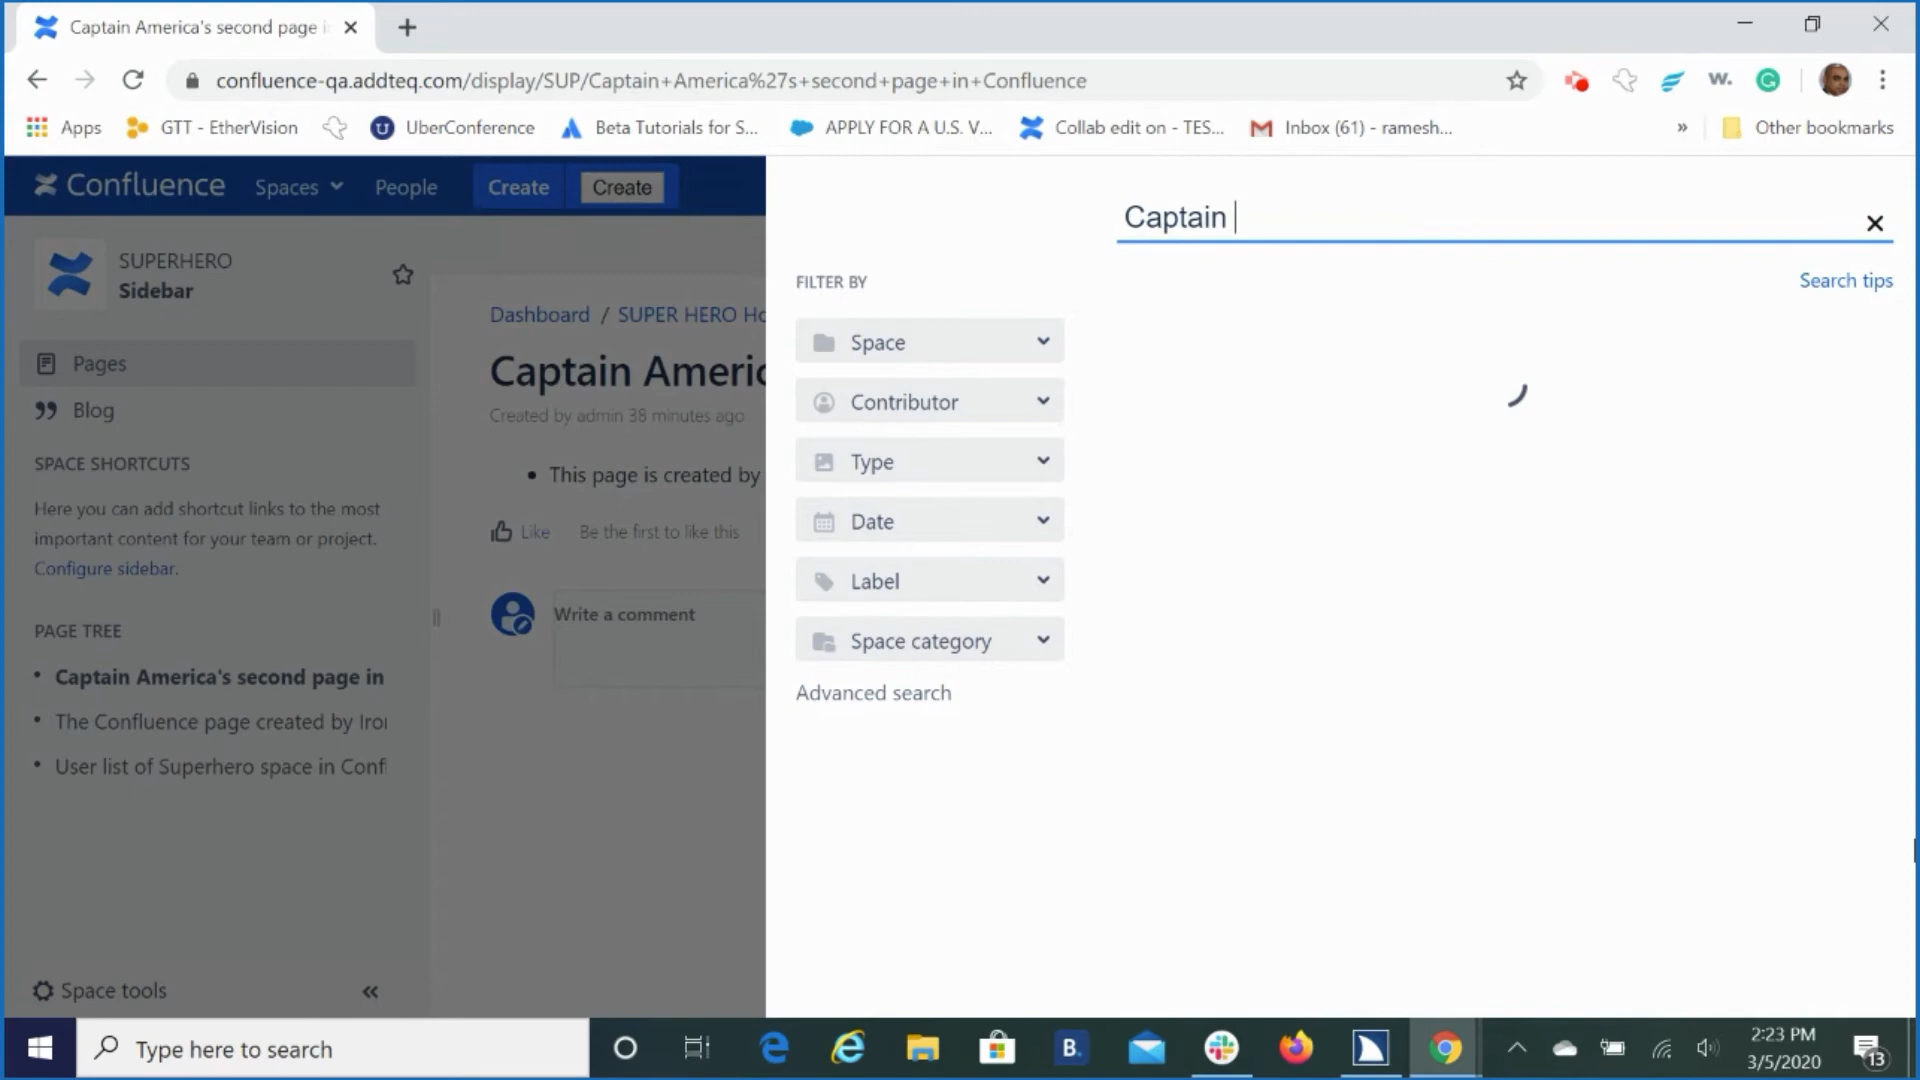 Captain America's second page i
confluence-qa.addteq.com/display/SUP/Captain+America%27s+second+page+in+Confluence
w.
G
Apps
GTT - EtherVision
U
UberConference
Beta Tutorials for S...
APPLY FOR A U.S. V...
Collab edit on - TES...
Inbox (61) - ramesh...
»
Other bookmarks
Confluence
Spaces
People
Create
Create
SUPERHERO
Sidebar
Pages
Blog
SPACE SHORTCUTS
Here you can add shortcut links to the most
important content for your team or project.
Configure sidebar.
PAGE TREE
• Captain America's second page in
• The Confluence page created by Iron
• User list of Superhero space in Confl
Space tools
«
Dashboard / SUPER HERO Ho
Captain Americ
Created by admin 38 minutes ago
• This page is created by
Like
Be the first to like this
Write a comment
Captain
FILTER BY
Search tips
Space
Contributor
Type
Date
Label
Space category
Advanced search
Type here to search
B.
2:23 PM
3/5/2020
13